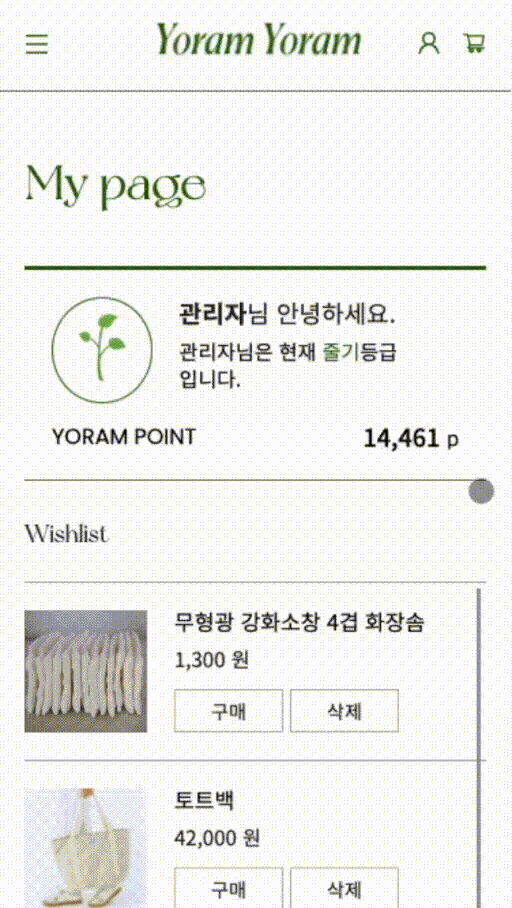 Yoram Yoram
My page
관리자님 안녕하세요.
관리자님은 현재 줄기등급
입니다.
YORAM POINT 14,461 p
Wishlist
무형광 강화소창 4겹 화장솜
1,300 원
구매 삭제
토트백
42,000 원
구매 삭제